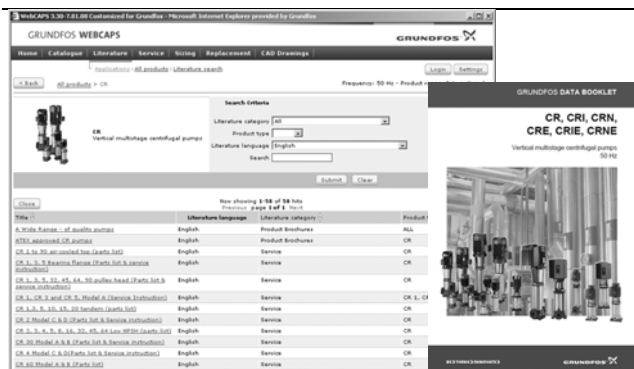 WebCAPS 3.30-7.01.00 Customized for Grundfos - Microsoft Internet Explorer provided by Grundfos
GRUNDFOS WEBCAPS
GRUNDFOS
Home Catalogue Literature Service Sizing Replacement CAD Drawings
Applications All products Literature search
Login Settings
< Back All products > CR
Frequency: 50 Hz - Product
Search Criteria
CR
Vertical multistage centrifugal pumps
Literature category All
Product type
Literature language English
Search
Submit Clear
Close
Now showing 1-58 of 58 hits
Previous page 1 of 1 Next
Title Literature language Literature category Product
A Wide Range - of quality pumps English Product Brochures ALL
ATEX approved CR pumps English Product Brochures CR
CR 2 to 90 air-cooled top (parts list) English Service CR
CR 1, 3, 5 Bearing flange (Parts list & service instruction) English Service CR
CR 1, 3, 5, 32, 45, 64, 90 pulley head (Parts list & service instruction) English Service CR
CR 1, CR 3 and CR 5, Model A (Service Instruction) English Service CR 1, CR
CR 1,3, 5, 10, 15, 20 tandem (parts list) English Service CR
CR 2 Model C & D (Parts list & Service instruction) English Service CR
CR 2, 3, 4, 5, 8, 16, 32, 45, 64 Low NPSH (parts list) English Service CR
CR 30 Model A & B (Parts list & Service instruction) English Service CR
CR 4 Model C & D(Parts list & Service instruction) English Service CR
CR 60 Model A & B (Parts list) English Service CR
GRUNDFOS DATA BOOKLET
CR, CRI, CRN,
CRE, CRIE, CRNE
Vertical multistage centrifugal pumps
50 Hz
BE > THINK > INNOVATE >
GRUNDFOS